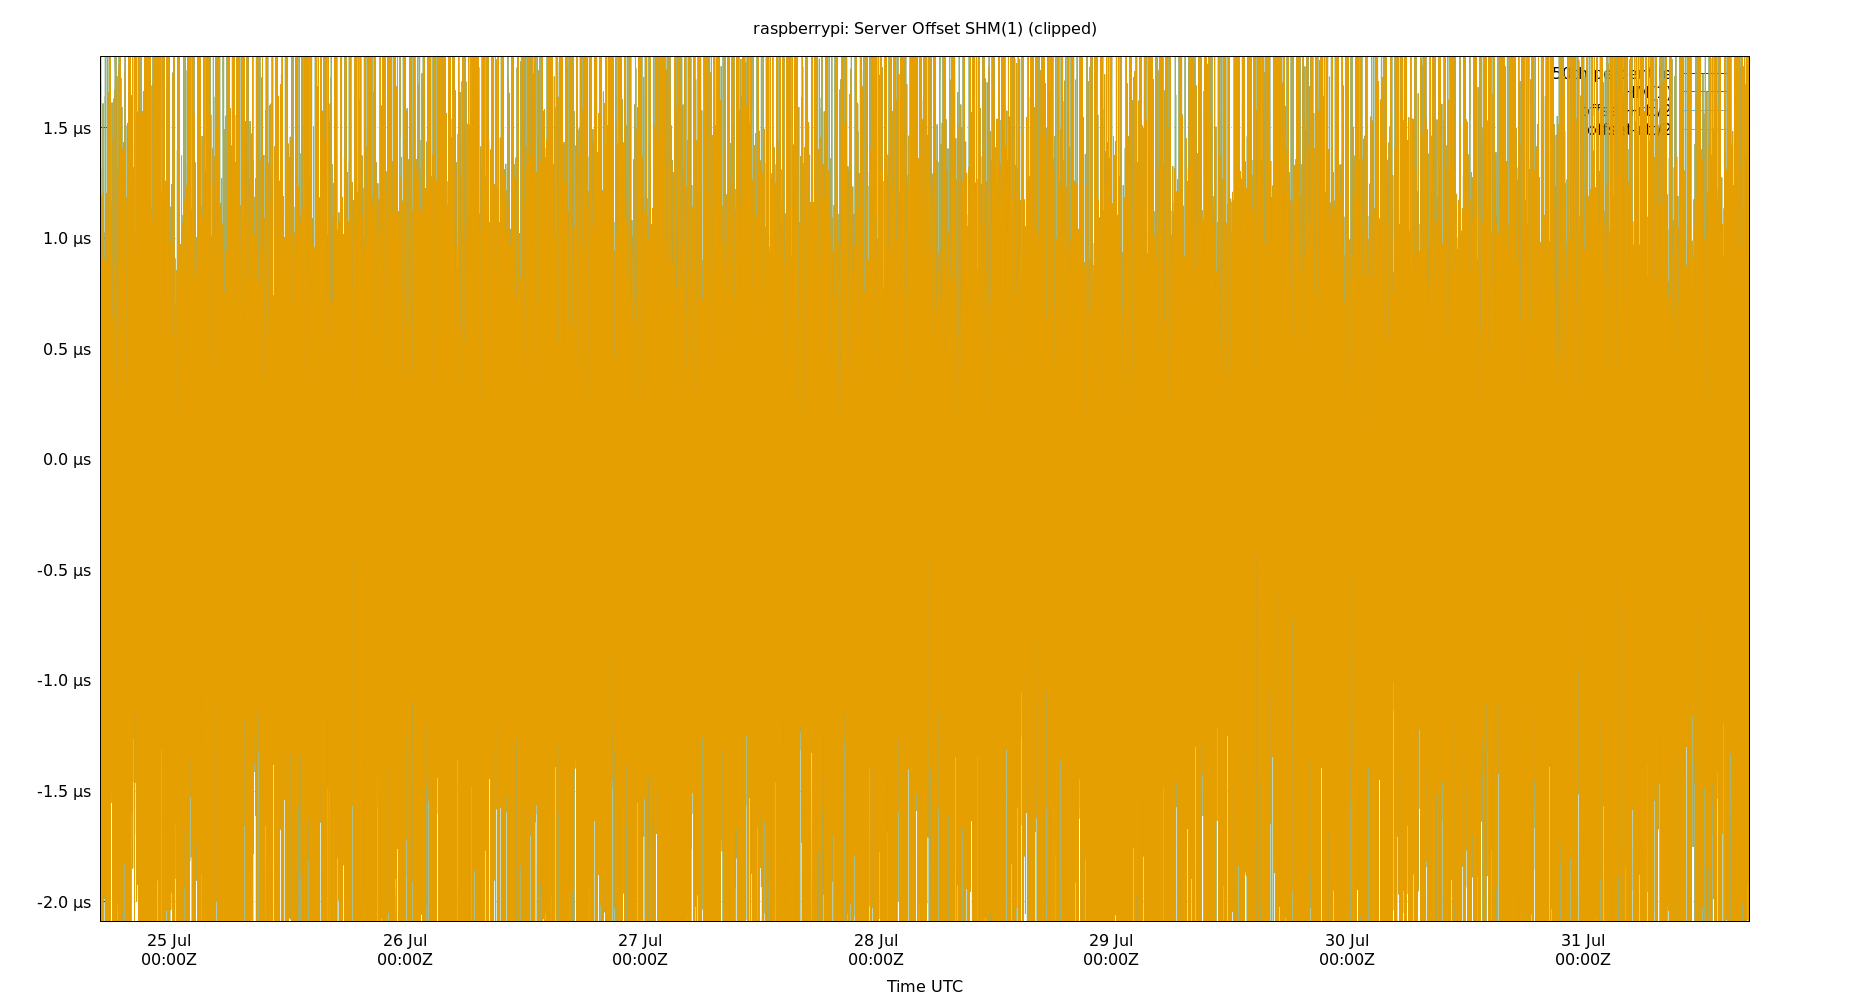 raspberrypi: Server Offset SHM(1) (clipped)
1.5 µs
1.0 µs
0.5 µs
0.0 µs
-0.5 µs
-1.0 µs
-1.5 µs
-2.0 µs
25 Jul
00:00Z
26 Jul
00:00Z
27 Jul
00:00Z
28 Jul
00:00Z
29 Jul
00:00Z
30 Jul
00:00Z
31 Jul
00:00Z
Time UTC